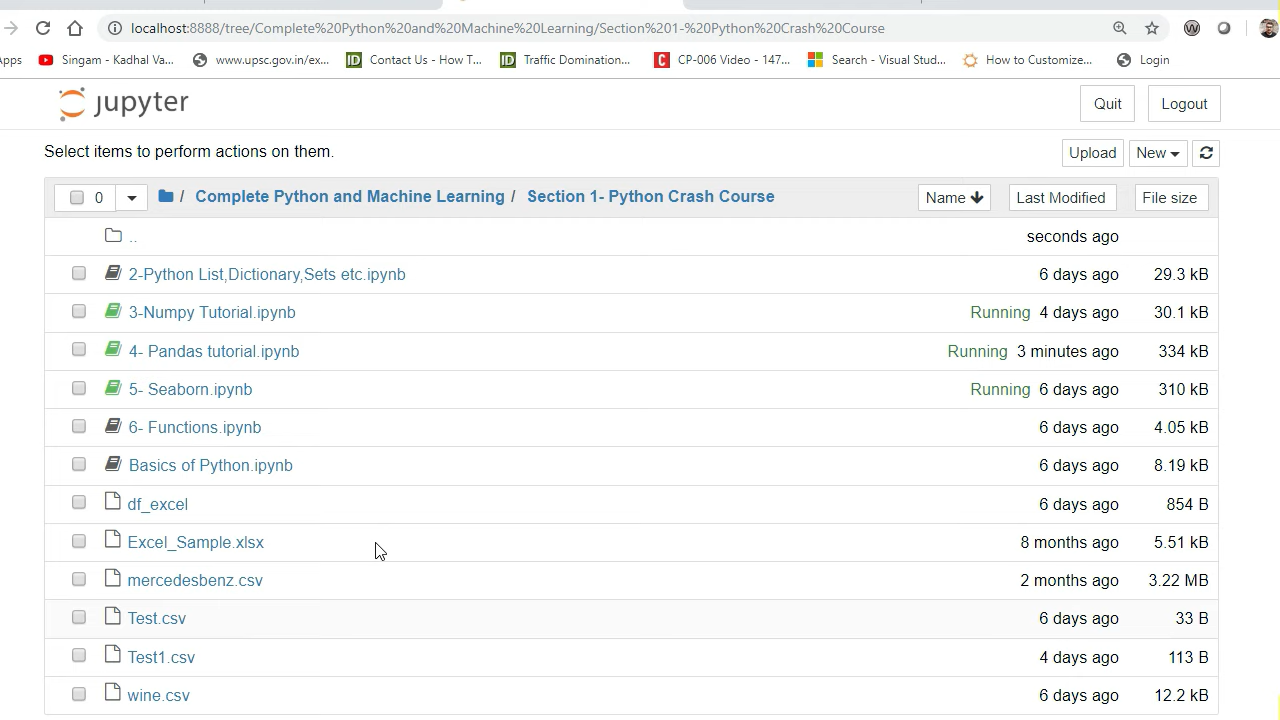 localhost:8888/tree/Complete%20Python%20and%20Machine%20Learning/Section%201-%20Python%20Crash%20Course
pps Singam Kadhal Va... www.upsc.gov.in/ex... ID Contact Us - How T... ID Traffic Domination... C CP-006 Video - 147... Search - Visual Stud... How to Customize... Login
jupyter Quit Logout
Select items to perform actions on them. Upload New
0 / Complete Python and Machine Learning / Section 1- Python Crash Course Name Last Modified File size
.. seconds ago
2-Python List,Dictionary,Sets etc.ipynb 6 days ago 29.3 kB
3-Numpy Tutorial.ipynb Running 4 days ago 30.1 kB
4- Pandas tutorial.ipynb Running 3 minutes ago 334 kB
5- Seaborn.ipynb Running 6 days ago 310 kB
6- Functions.ipynb 6 days ago 4.05 kB
Basics of Python.ipynb 6 days ago 8.19 kB
df_excel 6 days ago 854 B
Excel_Sample.xlsx 8 months ago 5.51 kB
mercedesbenz.csv 2 months ago 3.22 MB
Test.csv 6 days ago 33 B
Test1.csv 4 days ago 113 B
wine.csv 6 days ago 12.2 kB